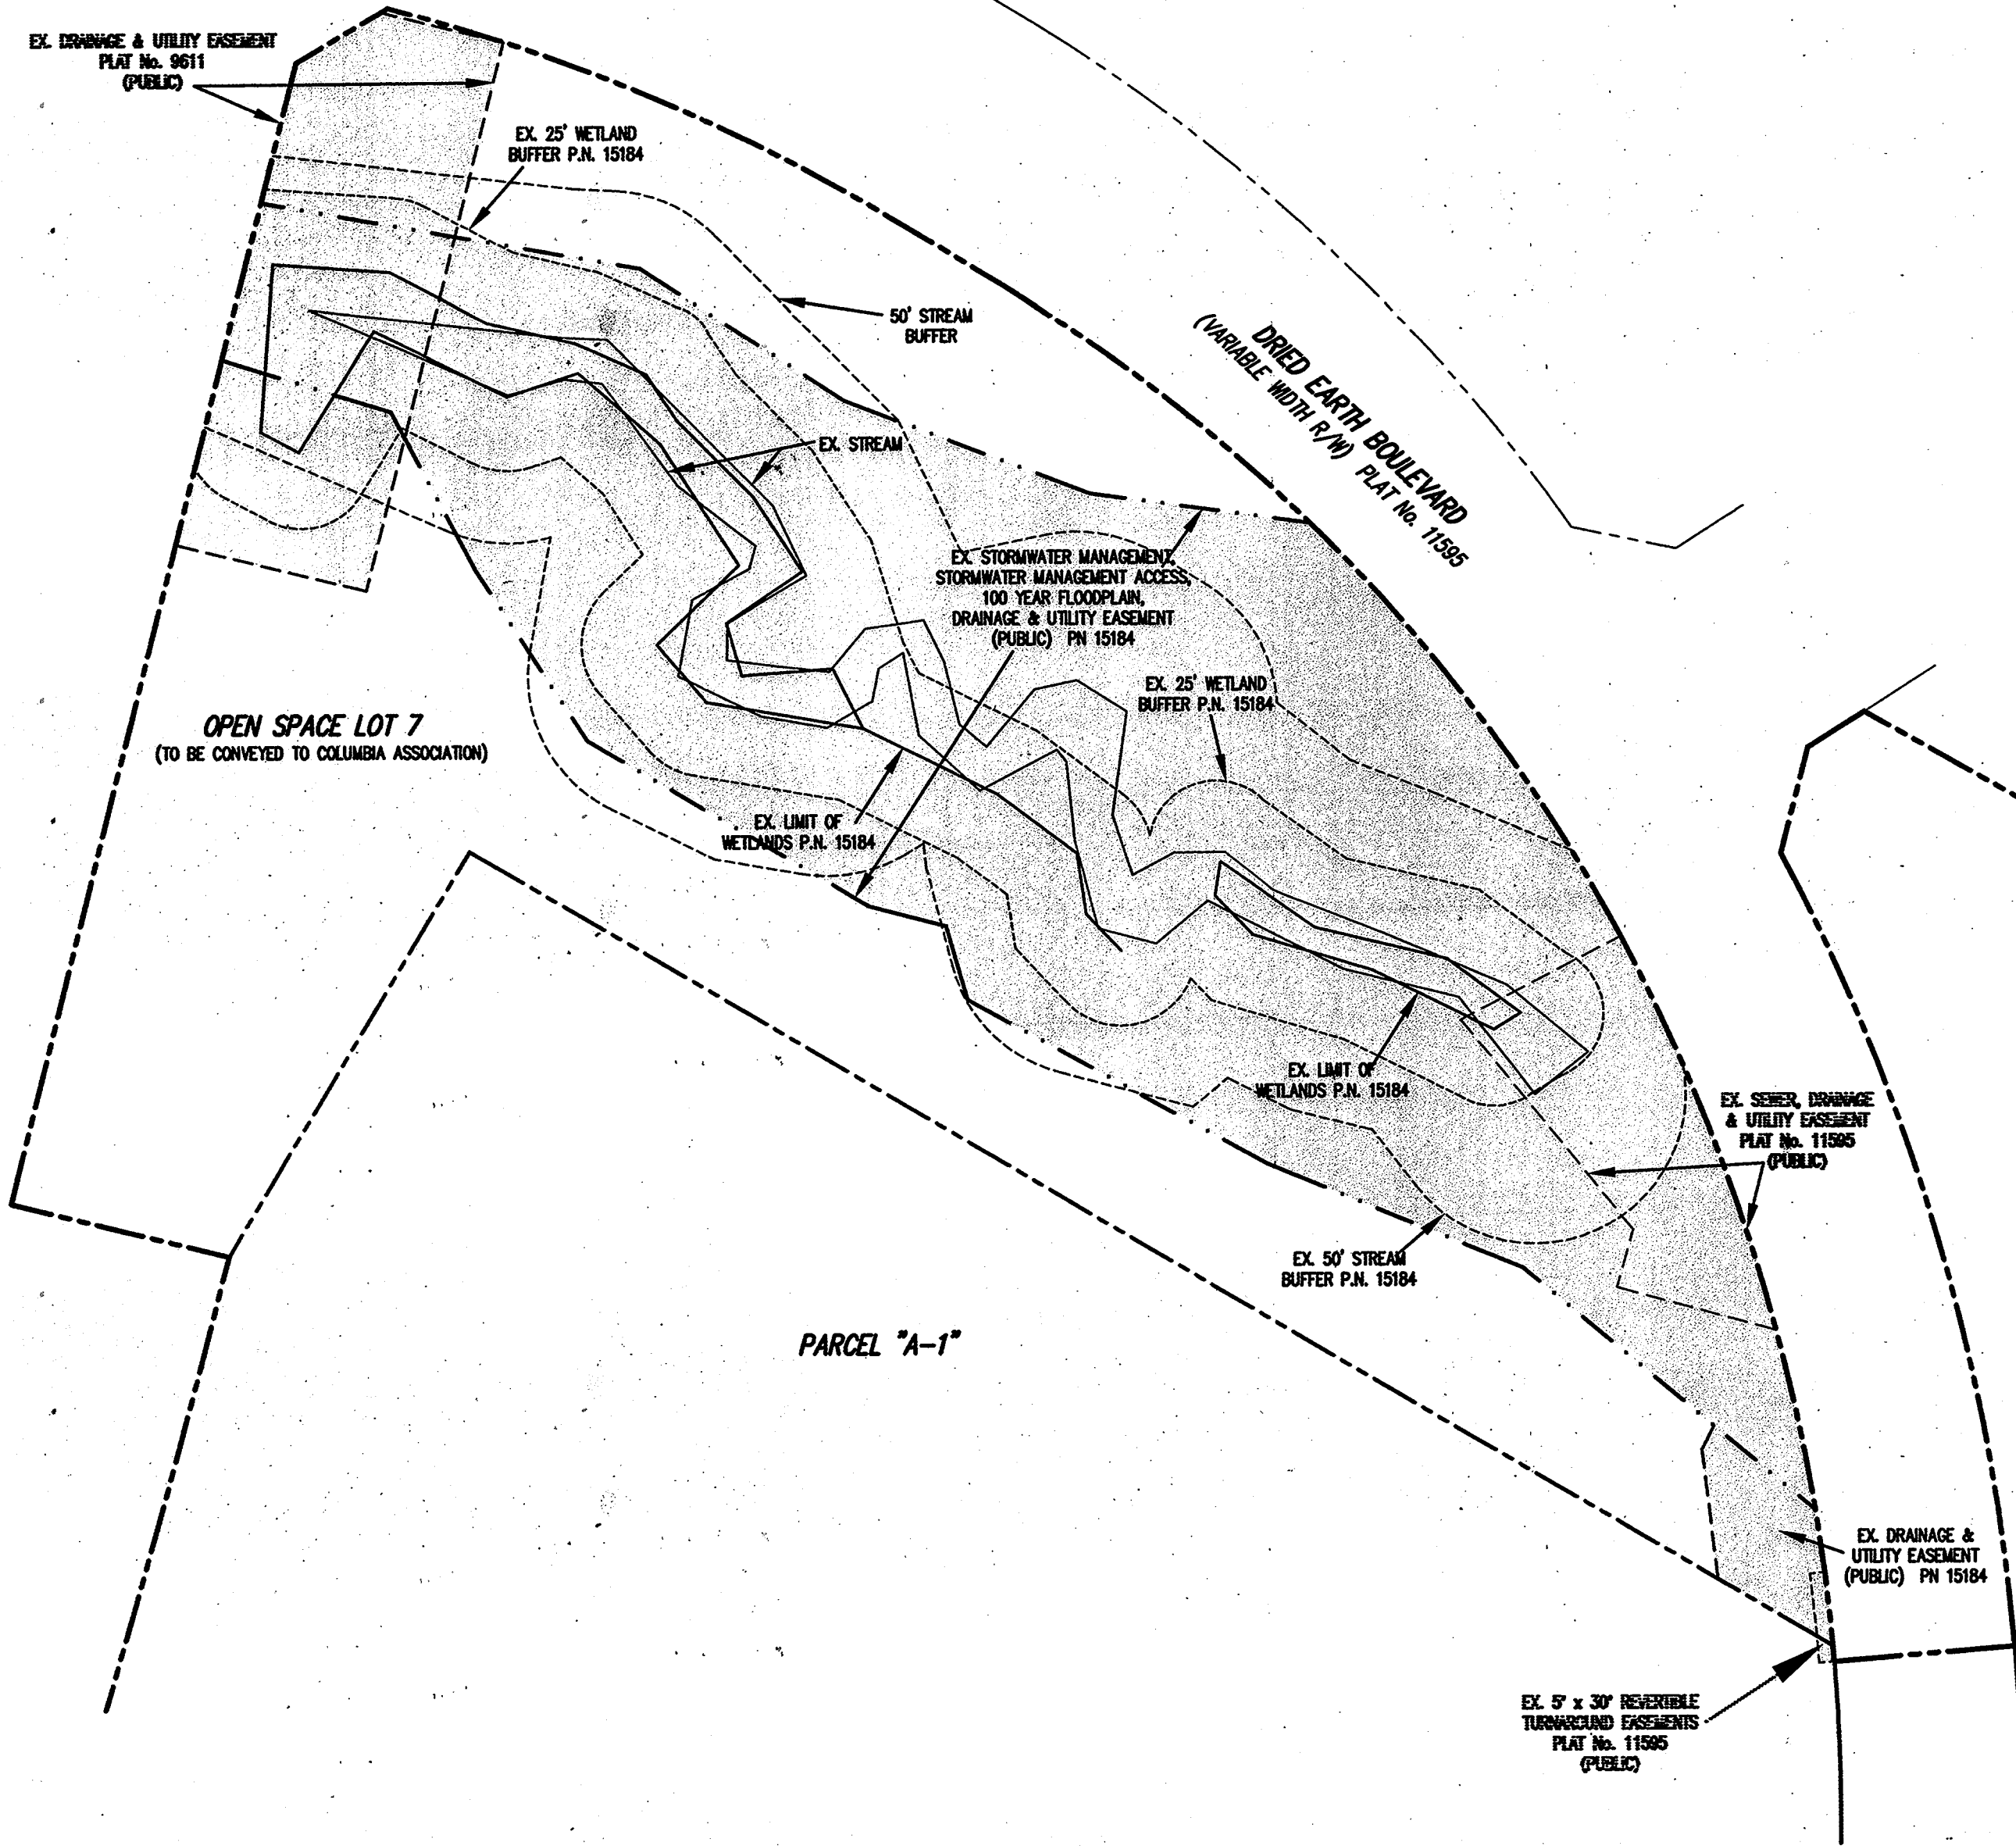 EX. DRAINAGE & UTILITY EASEMENT
PLAT No. 9611
(PUBLIC)
EX. 25' WETLAND
BUFFER P.N. 15184
50' STREAM
BUFFER
DRIED EARTH BOULEVARD
(VARIABLE WIDTH R/W) PLAT No. 11595
EX. STREAM
EX. STORMWATER MANAGEMENT,
STORMWATER MANAGEMENT ACCESS,
100 YEAR FLOODPLAIN,
DRAINAGE & UTILITY EASEMENT
(PUBLIC) PN 15184
EX. 25' WETLAND
BUFFER P.N. 15184
OPEN SPACE LOT 7
(TO BE CONVEYED TO COLUMBIA ASSOCIATION)
EX. LIMIT OF
WETLANDS P.N. 15184
EX. LIMIT OF
WETLANDS P.N. 15184
EX. SEWER, DRAINAGE
& UTILITY EASEMENT
PLAT No. 11595
(PUBLIC)
EX. 50' STREAM
BUFFER P.N. 15184
PARCEL "A-1"
EX. DRAINAGE &
UTILITY EASEMENT
(PUBLIC) PN 15184
EX. 5' x 30' REVERTIBLE
TURNAROUND EASEMENTS
PLAT No. 11595
(PUBLIC)